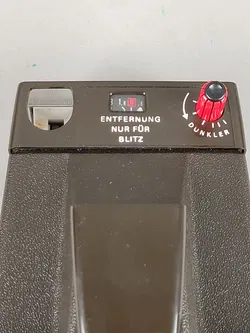 ENTFERNUNG
NUR FÜR
BLITZ
DUNKLER